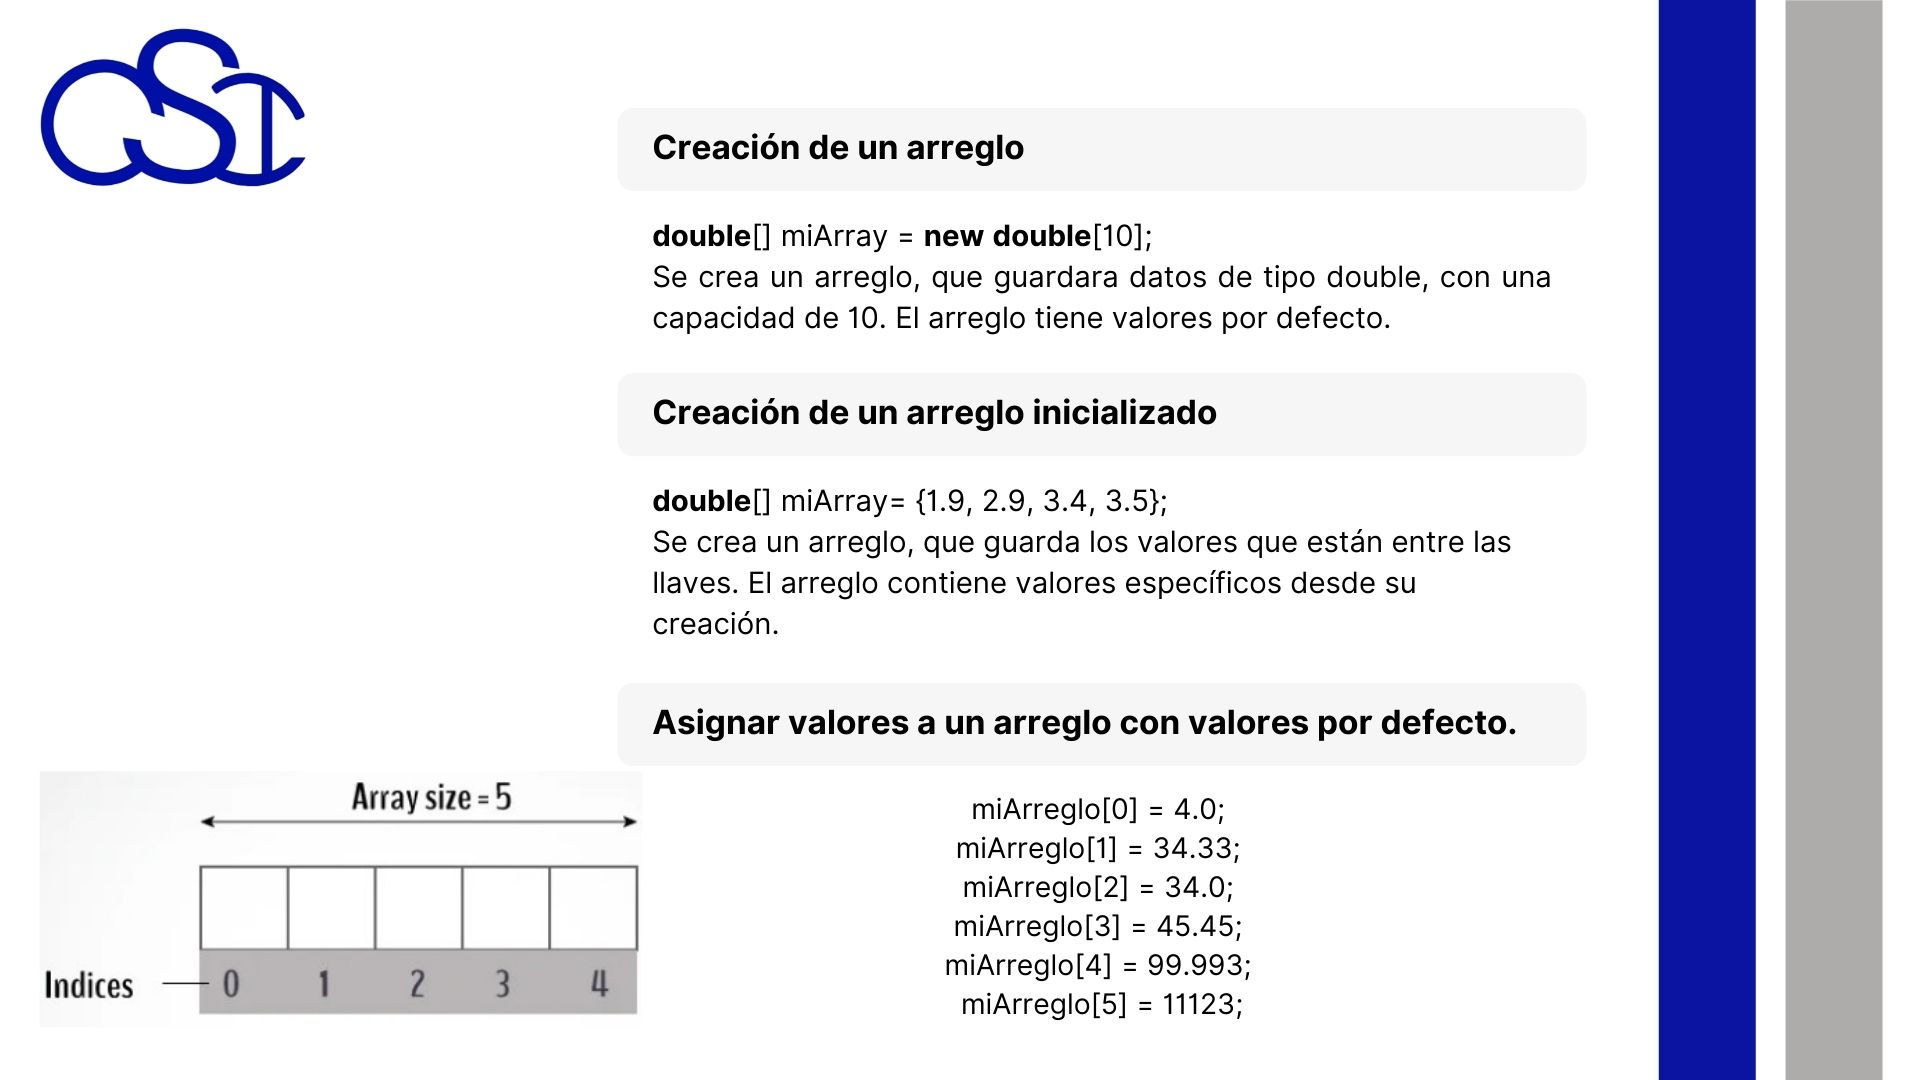 CSI
Creación de un arreglo
double[] miArray = new double[10];
Se crea un arreglo, que guardara datos de tipo double, con una
capacidad de 10. El arreglo tiene valores por defecto.
Creación de un arreglo inicializado
double[] miArray= {1.9, 2.9, 3.4, 3.5};
Se crea un arreglo, que guarda los valores que están entre las
llaves. El arreglo contiene valores específicos desde su
creación.
Asignar valores a un arreglo con valores por defecto.
miArreglo[0] = 4.0;
miArreglo[1] = 34.33;
miArreglo[2] = 34.0;
miArreglo[3] = 45.45;
miArreglo[4] = 99.993;
miArreglo[5] = 11123;
Array size = 5
Indices 0 1 2 3 4